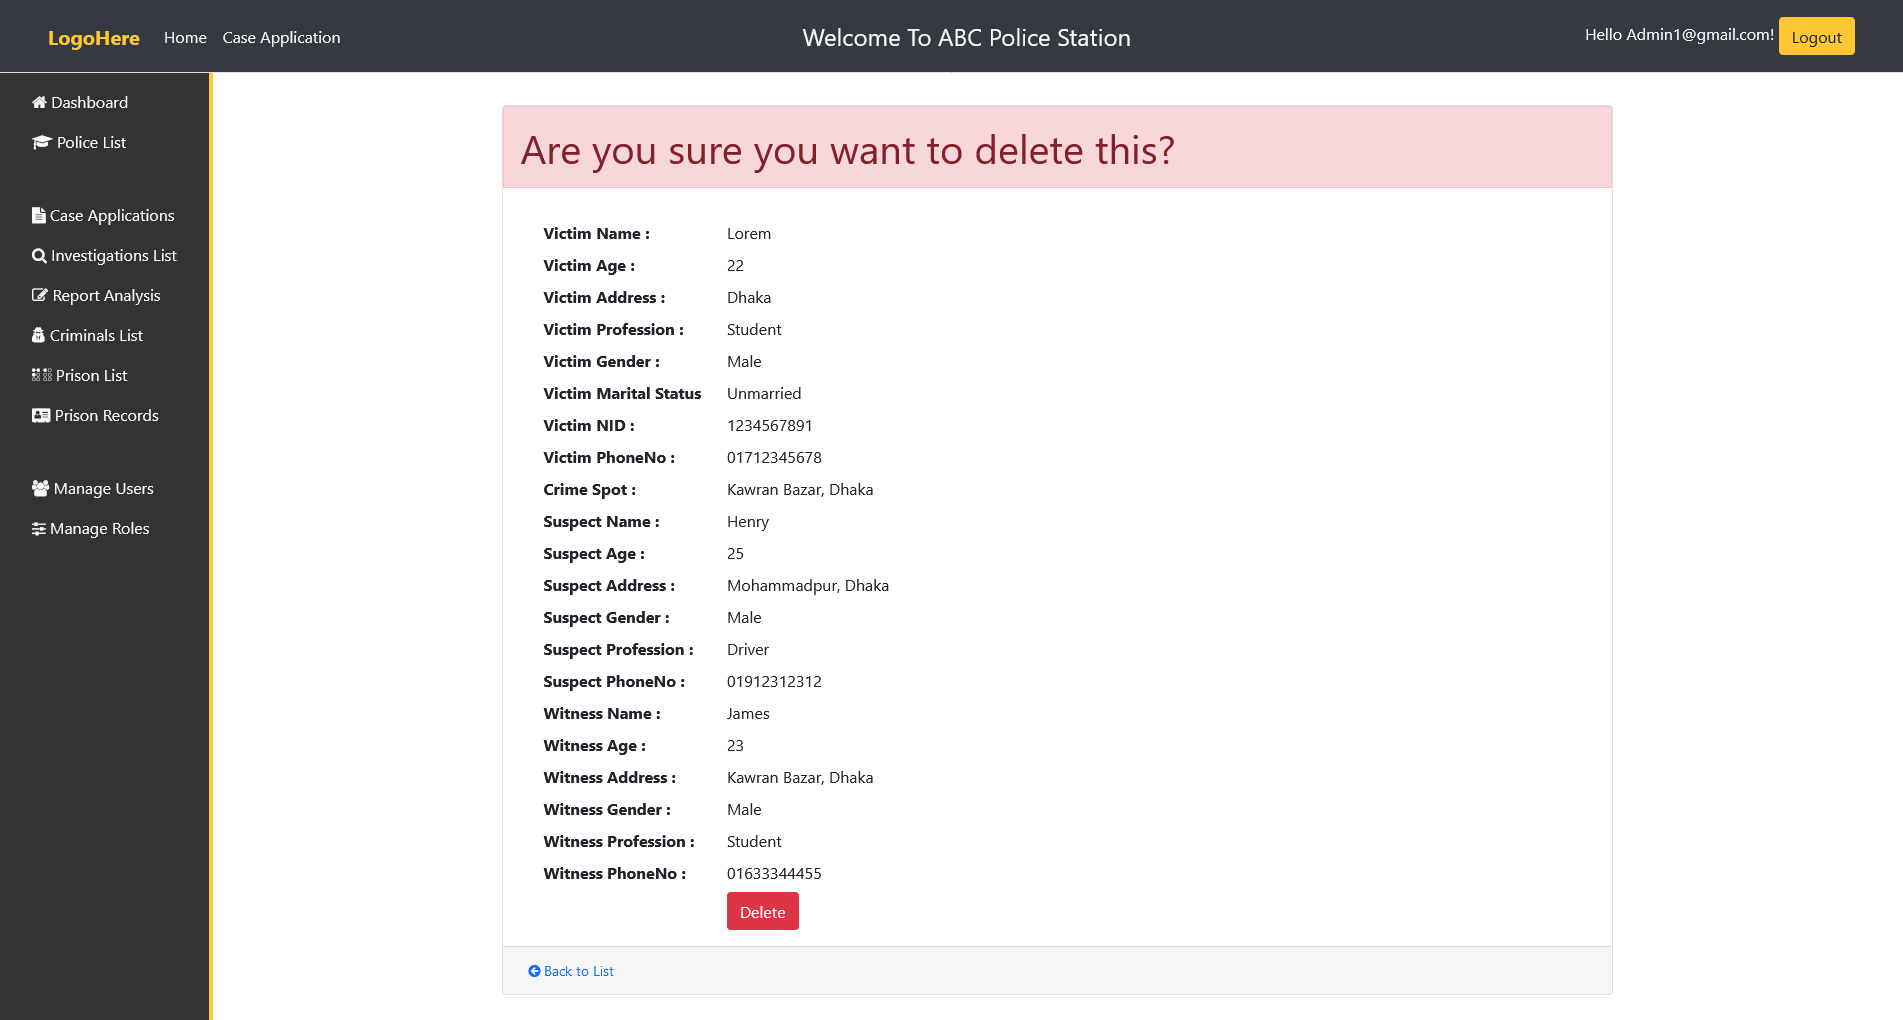 LogoHere Home Case Application Welcome To ABC Police Station Hello Admin1@gmail.com! Logout
Dashboard
Police List
Case Applications
Investigations List
Report Analysis
Criminals List
Prison List
Prison Records
Manage Users
Manage Roles
Are you sure you want to delete this?
Victim Name : Lorem
Victim Age : 22
Victim Address : Dhaka
Victim Profession : Student
Victim Gender : Male
Victim Marital Status Unmarried
Victim NID : 1234567891
Victim PhoneNo : 01712345678
Crime Spot : Kawran Bazar, Dhaka
Suspect Name : Henry
Suspect Age : 25
Suspect Address : Mohammadpur, Dhaka
Suspect Gender : Male
Suspect Profession : Driver
Suspect PhoneNo : 01912312312
Witness Name : James
Witness Age : 23
Witness Address : Kawran Bazar, Dhaka
Witness Gender : Male
Witness Profession : Student
Witness PhoneNo : 01633344455
Delete
Back to List